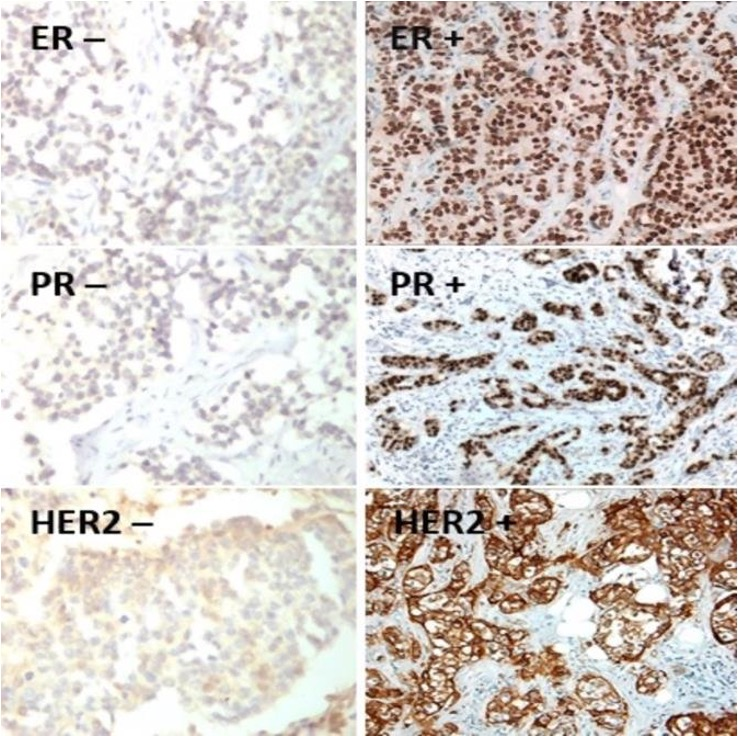 ER –
ER +
PR –
PR +
HER2 –
HER2 +